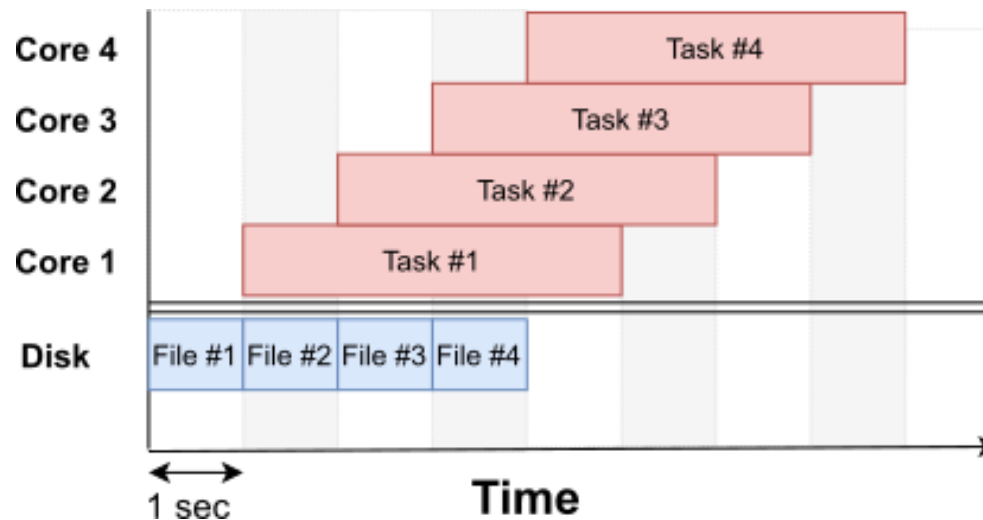 Core 4 Task #4
Core 3 Task #3
Core 2 Task #2
Core 1 Task #1
Disk File #1 File #2 File #3 File #4
1 sec Time